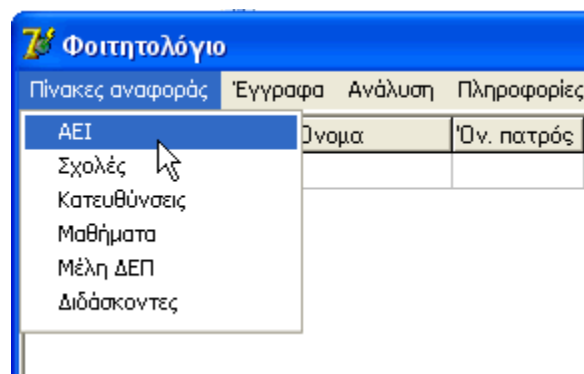 Φοιτητολόγιο
Πίνακες αναφοράς Έγγραφα Ανάλυση Πληροφορίες
ΑΕΙ Όνομα Όν. πατρός
Σχολές
Κατευθύνσεις
Μαθήματα
Μέλη ΔΕΠ
Διδάσκοντες